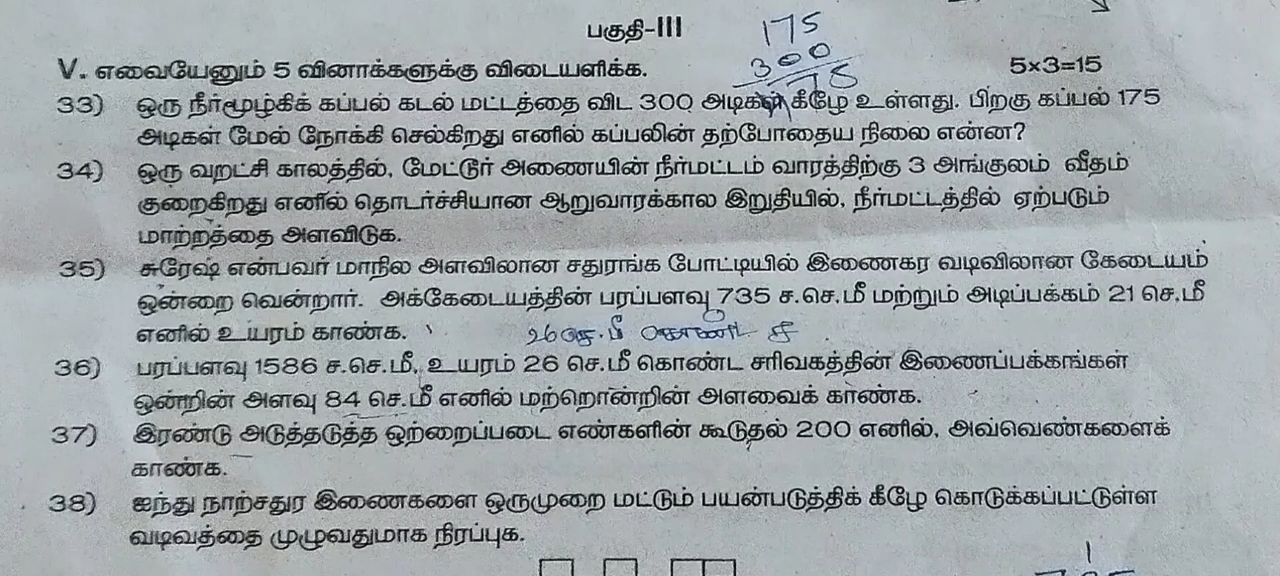 பகுதி-III
175
300
V. எவையேனும் 5 வினாக்களுக்கு விடையளிக்க. 5×3=15
33) ஒரு நீர்மூழ்கிக் கப்பல் கடல் மட்டத்தை விட 300 அடிகள் கீழே உள்ளது. பிறகு கப்பல் 175
அடிகள் மேல் நோக்கி செல்கிறது எனில் கப்பலின் தற்போதைய நிலை என்ன?
34) ஒரு வறட்சி காலத்தில், மேட்டூர் அணையின் நீர்மட்டம் வாரத்திற்கு 3 அங்குலம் வீதம்
குறைகிறது எனில் தொடர்ச்சியான ஆறுவாரக்கால இறுதியில், நீர்மட்டத்தில் ஏற்படும்
மாற்றத்தை அளவிடுக.
35) சுரேஷ் என்பவர் மாநில அளவிலான சதுரங்க போட்டியில் இணைகர வடிவிலான கேடையம்
ஒன்றை வென்றார். அக்கேடையத்தின் பரப்பளவு 735 ச.செ.மீ மற்றும் அடிப்பக்கம் 21 செ.மீ
எனில் உயரம் காண்க. 26 செ.மீ கொண்ட
36) பரப்பளவு 1586 ச.செ.மீ, உயரம் 26 செ.மீ கொண்ட சரிவகத்தின் இணைப்பக்கங்கள்
ஒன்றின் அளவு 84 செ.மீ எனில் மற்றொன்றின் அளவைக் காண்க.
37) இரண்டு அடுத்தடுத்த ஒற்றைப்படை எண்களின் கூடுதல் 200 எனில், அவ்வெண்களைக்
காண்க.
38) ஐந்து நாற்சதுர இணைகளை ஒருமுறை மட்டும் பயன்படுத்திக் கீழே கொடுக்கப்பட்டுள்ள
வடிவத்தை முழுவதுமாக நிரப்புக.